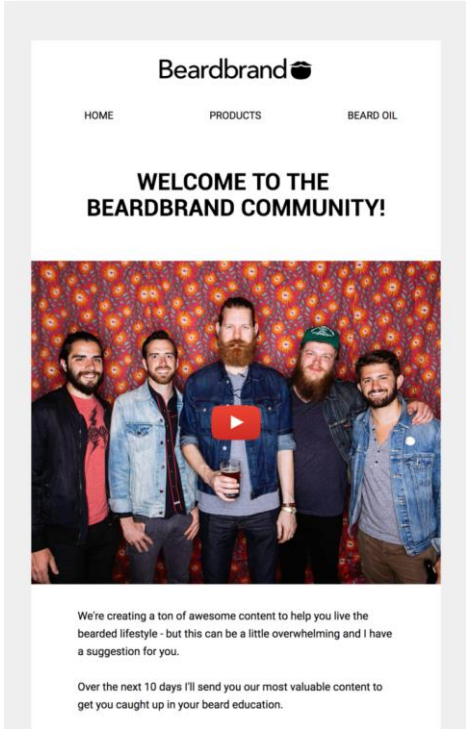 Beardbrand
HOME PRODUCTS BEARD OIL
WELCOME TO THE
BEARDBRAND COMMUNITY!
We're creating a ton of awesome content to help you live the
bearded lifestyle - but this can be a little overwhelming and I have
a suggestion for you.
Over the next 10 days I'll send you our most valuable content to
get you caught up in your beard education.